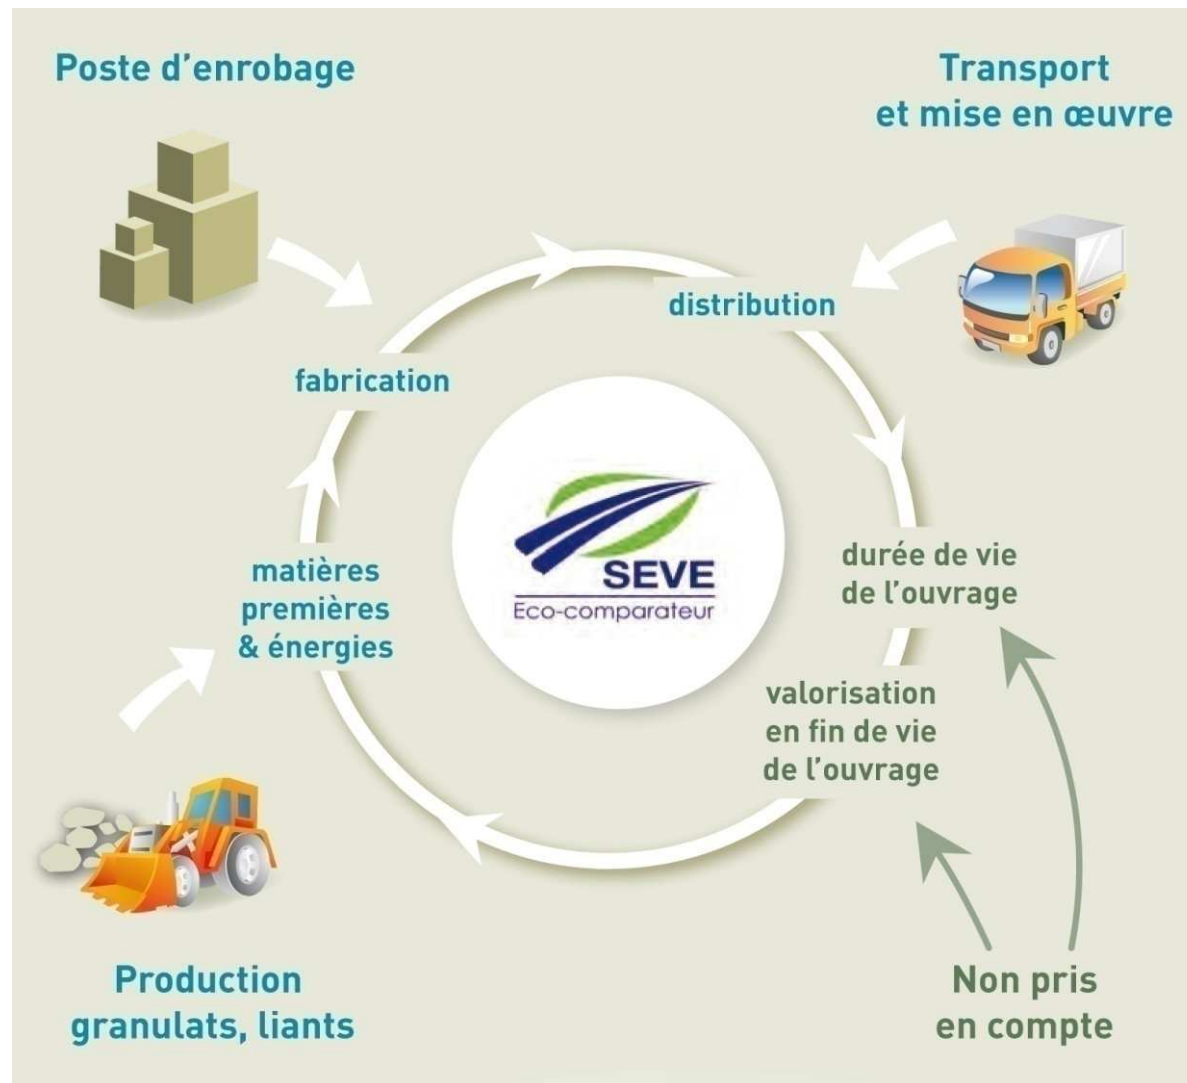 Poste d'enrobage
Transport
et mise en œuvre
distribution
fabrication
SEVE
Eco-comparateur
matières
premières
& énergies
durée de vie
de l'ouvrage
valorisation
en fin de vie
de l'ouvrage
Production
granulats, liants
Non pris
en compte